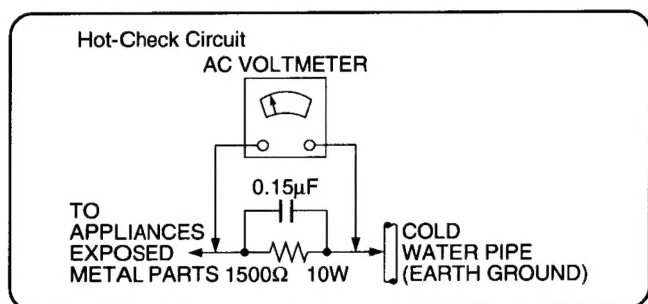 Hot-Check Circuit
AC VOLTMETER
0.15µF
TO
APPLIANCES
EXPOSED
METAL PARTS
1500Ω
10W
COLD
WATER PIPE
(EARTH GROUND)